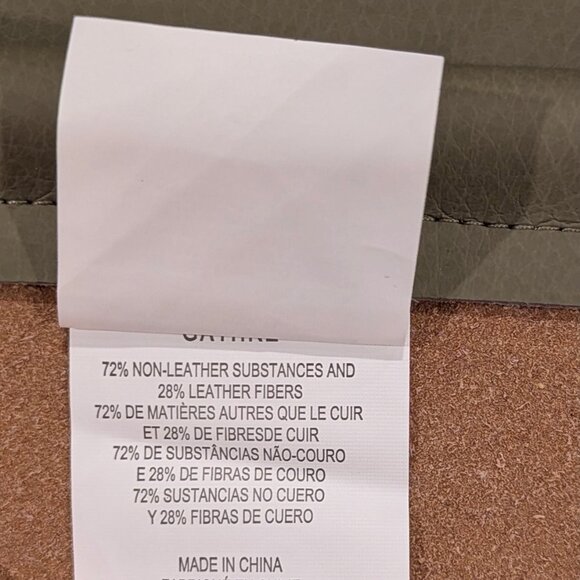 72% NON-LEATHER SUBSTANCES AND
28% LEATHER FIBERS
72% DE MATIÈRES AUTRES QUE LE CUIR
ET 28% DE FIBRESDE CUIR
72% DE SUBSTÂNCIAS NÃO-COURO
E 28% DE FIBRAS DE COURO
72% SUSTANCIAS NO CUERO
Y 28% FIBRAS DE CUERO
MADE IN CHINA